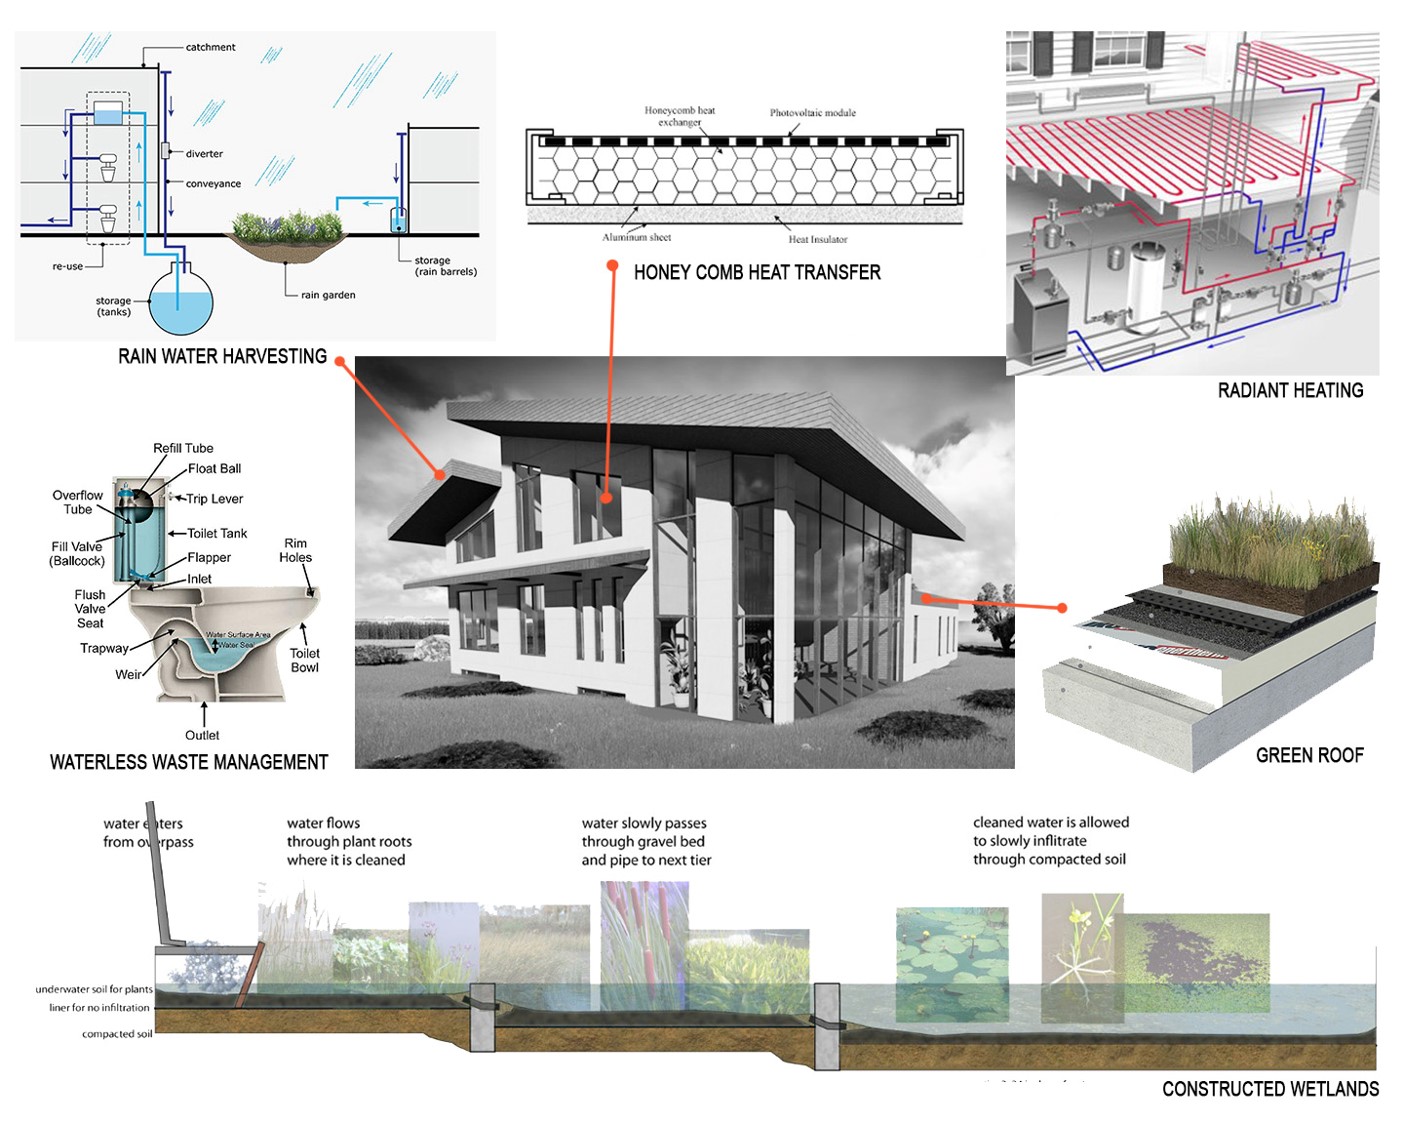 catchment
diverter
conveyance
re-use
storage
(tanks)
rain garden
storage
(rain barrels)
RAIN WATER HARVESTING
Honeycomb heat
exchanger
Photovoltaic module
Aluminum sheet
Heat Insulator
HONEY COMB HEAT TRANSFER
RADIANT HEATING
Refill Tube
Float Ball
Overflow
Tube
Trip Lever
Toilet Tank
Fill Valve
(Ballcock)
Flapper
Inlet
Rim
Holes
Flush
Valve
Seat
Water Surface Area
Water Seal
Trapway
Weir
Toilet
Bowl
Outlet
WATERLESS WASTE MANAGEMENT
GREEN ROOF
water enters
from overpass
water flows
through plant roots
where it is cleaned
water slowly passes
through gravel bed
and pipe to next tier
cleaned water is allowed
to slowly inflitrate
through compacted soil
underwater soil for plants
liner for no infiltration
compacted soil
CONSTRUCTED WETLANDS